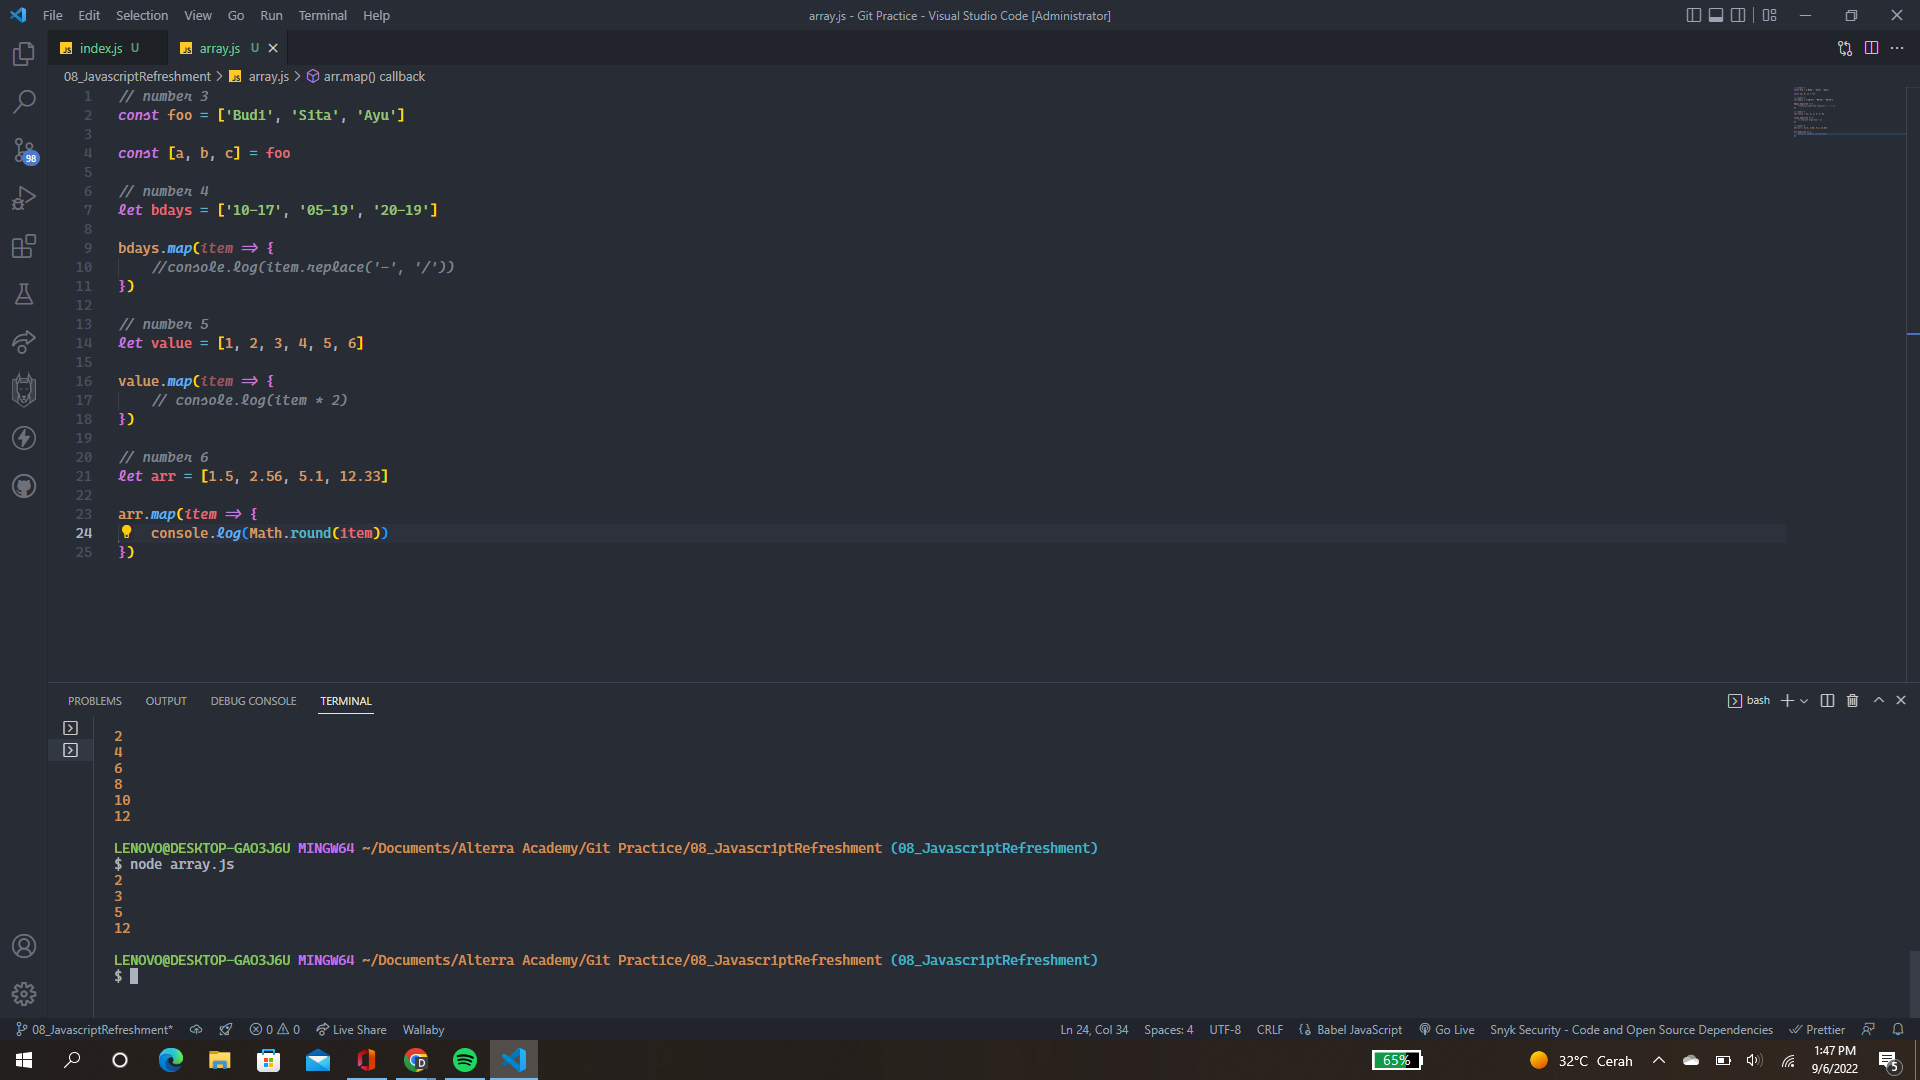 File Edit Selection View Go Run Terminal Help
array.js - Git Practice - Visual Studio Code [Administrator]
JS index.js U
JS array.js U
08_JavascriptRefreshment > JS array.js > arr.map() callback
1 // number 3
2 const foo = ['Budi', 'Sita', 'Ayu']
3
4 const [a, b, c] = foo
5
6 // number 4
7 let bdays = ['10-17', '05-19', '20-19']
8
9 bdays.map(item => {
10 //console.log(item.replace('-', '/'))
11 })
12
13 // number 5
14 let value = [1, 2, 3, 4, 5, 6]
15
16 value.map(item => {
17 // console.log(item * 2)
18 })
19
20 // number 6
21 let arr = [1.5, 2.56, 5.1, 12.33]
22
23 arr.map(item => {
24 console.log(Math.round(item))
25 })
98
PROBLEMS OUTPUT DEBUG CONSOLE TERMINAL
bash
2
4
6
8
10
12
LENOVO@DESKTOP-GAO3J6U MINGW64 ~/Documents/Alterra Academy/Git Practice/08_JavascriptRefreshment (08_JavascriptRefreshment)
$ node array.js
2
3
5
12
LENOVO@DESKTOP-GAO3J6U MINGW64 ~/Documents/Alterra Academy/Git Practice/08_JavascriptRefreshment (08_JavascriptRefreshment)
$
08_JavascriptRefreshment* 0 0 Live Share Wallaby
Ln 24, Col 34 Spaces: 4 UTF-8 CRLF Babel JavaScript Go Live Snyk Security - Code and Open Source Dependencies Prettier
65%
32°C Cerah
1:47 PM
9/6/2022
5